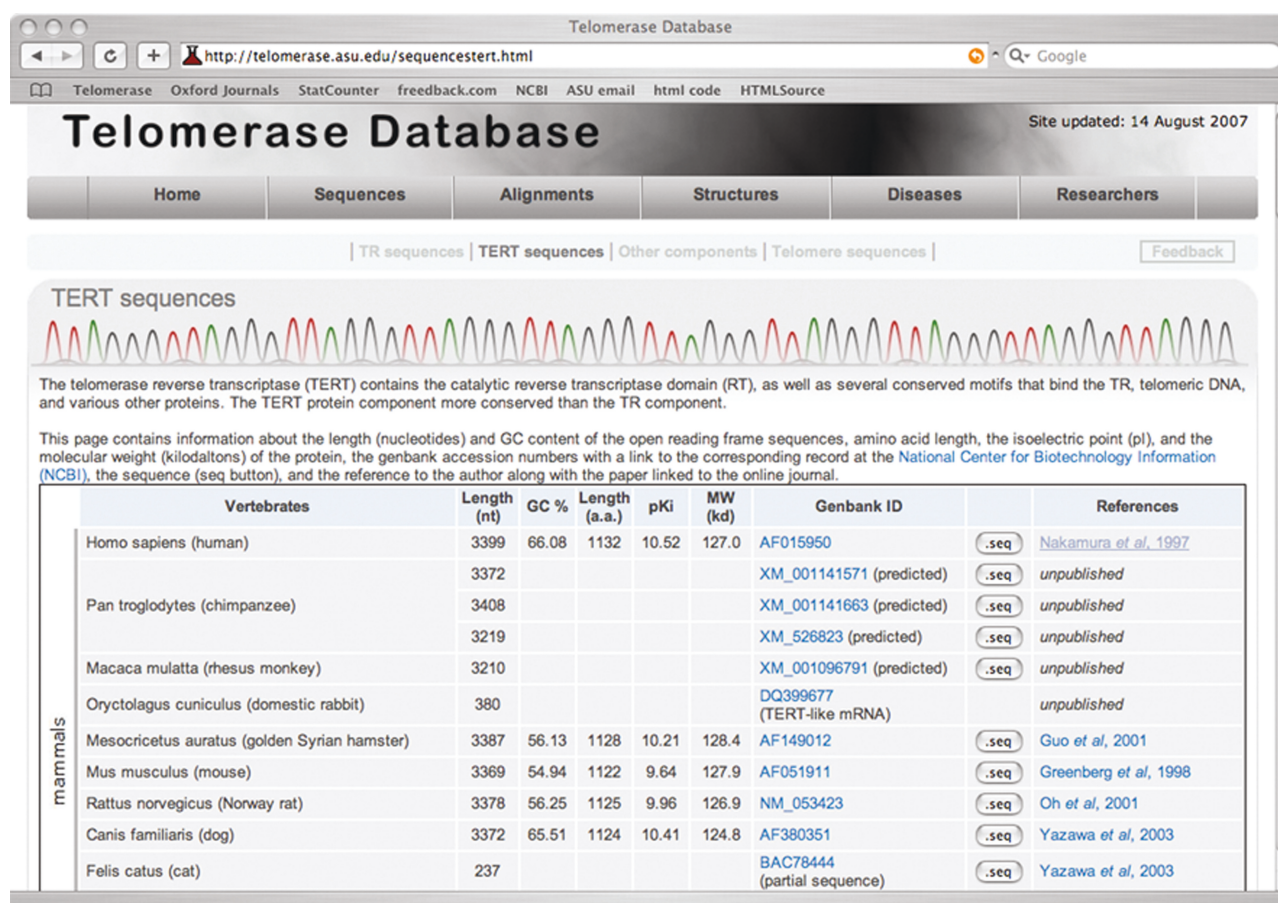 Telomerase Database
http://telomerase.asu.edu/sequencestert.html
Google
Telomerase Oxford Journals StatCounter freedback.com NCBI ASU email html code HTMLSource
Telomerase Database
Site updated: 14 August 2007
Home Sequences Alignments Structures Diseases Researchers
| TR sequences | TERT sequences | Other components | Telomere sequences |
Feedback
TERT sequences
The telomerase reverse transcriptase (TERT) contains the catalytic reverse transcriptase domain (RT), as well as several conserved motifs that bind the TR, telomeric DNA,
and various other proteins. The TERT protein component more conserved than the TR component.
This page contains information about the length (nucleotides) and GC content of the open reading frame sequences, amino acid length, the isoelectric point (pI), and the
molecular weight (kilodaltons) of the protein, the genbank accession numbers with a link to the corresponding record at the National Center for Biotechnology Information
(NCBI), the sequence (seq button), and the reference to the author along with the paper linked to the online journal.
Vertebrates Length (nt) GC % Length (a.a.) pKi MW (kd) Genbank ID References
mammals
Homo sapiens (human) 3399 66.08 1132 10.52 127.0 AF015950 .seq Nakamura et al, 1997
3372 XM_001141571 (predicted) .seq unpublished
Pan troglodytes (chimpanzee) 3408 XM_001141663 (predicted) .seq unpublished
3219 XM_526823 (predicted) .seq unpublished
Macaca mulatta (rhesus monkey) 3210 XM_001096791 (predicted) .seq unpublished
Oryctolagus cuniculus (domestic rabbit) 380 DQ399677 (TERT-like mRNA) unpublished
Mesocricetus auratus (golden Syrian hamster) 3387 56.13 1128 10.21 128.4 AF149012 .seq Guo et al, 2001
Mus musculus (mouse) 3369 54.94 1122 9.64 127.9 AF051911 .seq Greenberg et al, 1998
Rattus norvegicus (Norway rat) 3378 56.25 1125 9.96 126.9 NM_053423 .seq Oh et al, 2001
Canis familiaris (dog) 3372 65.51 1124 10.41 124.8 AF380351 .seq Yazawa et al, 2003
Felis catus (cat) 237 BAC78444 (partial sequence) .seq Yazawa et al, 2003